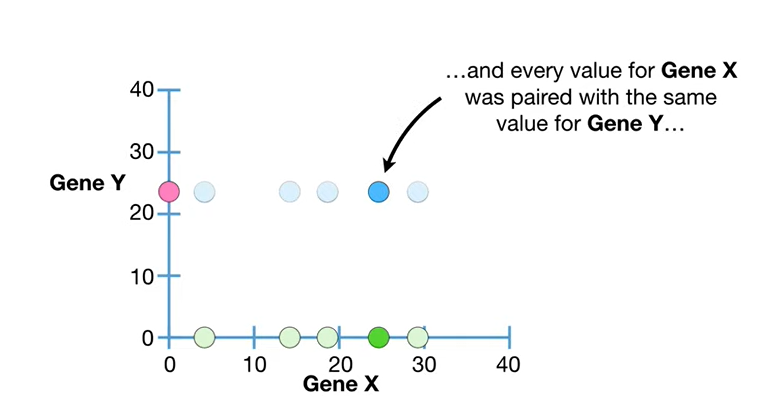 …and every value for Gene X
was paired with the same
value for Gene Y…
40
30
Gene Y
20
10
0
0 10 20 30 40
Gene X